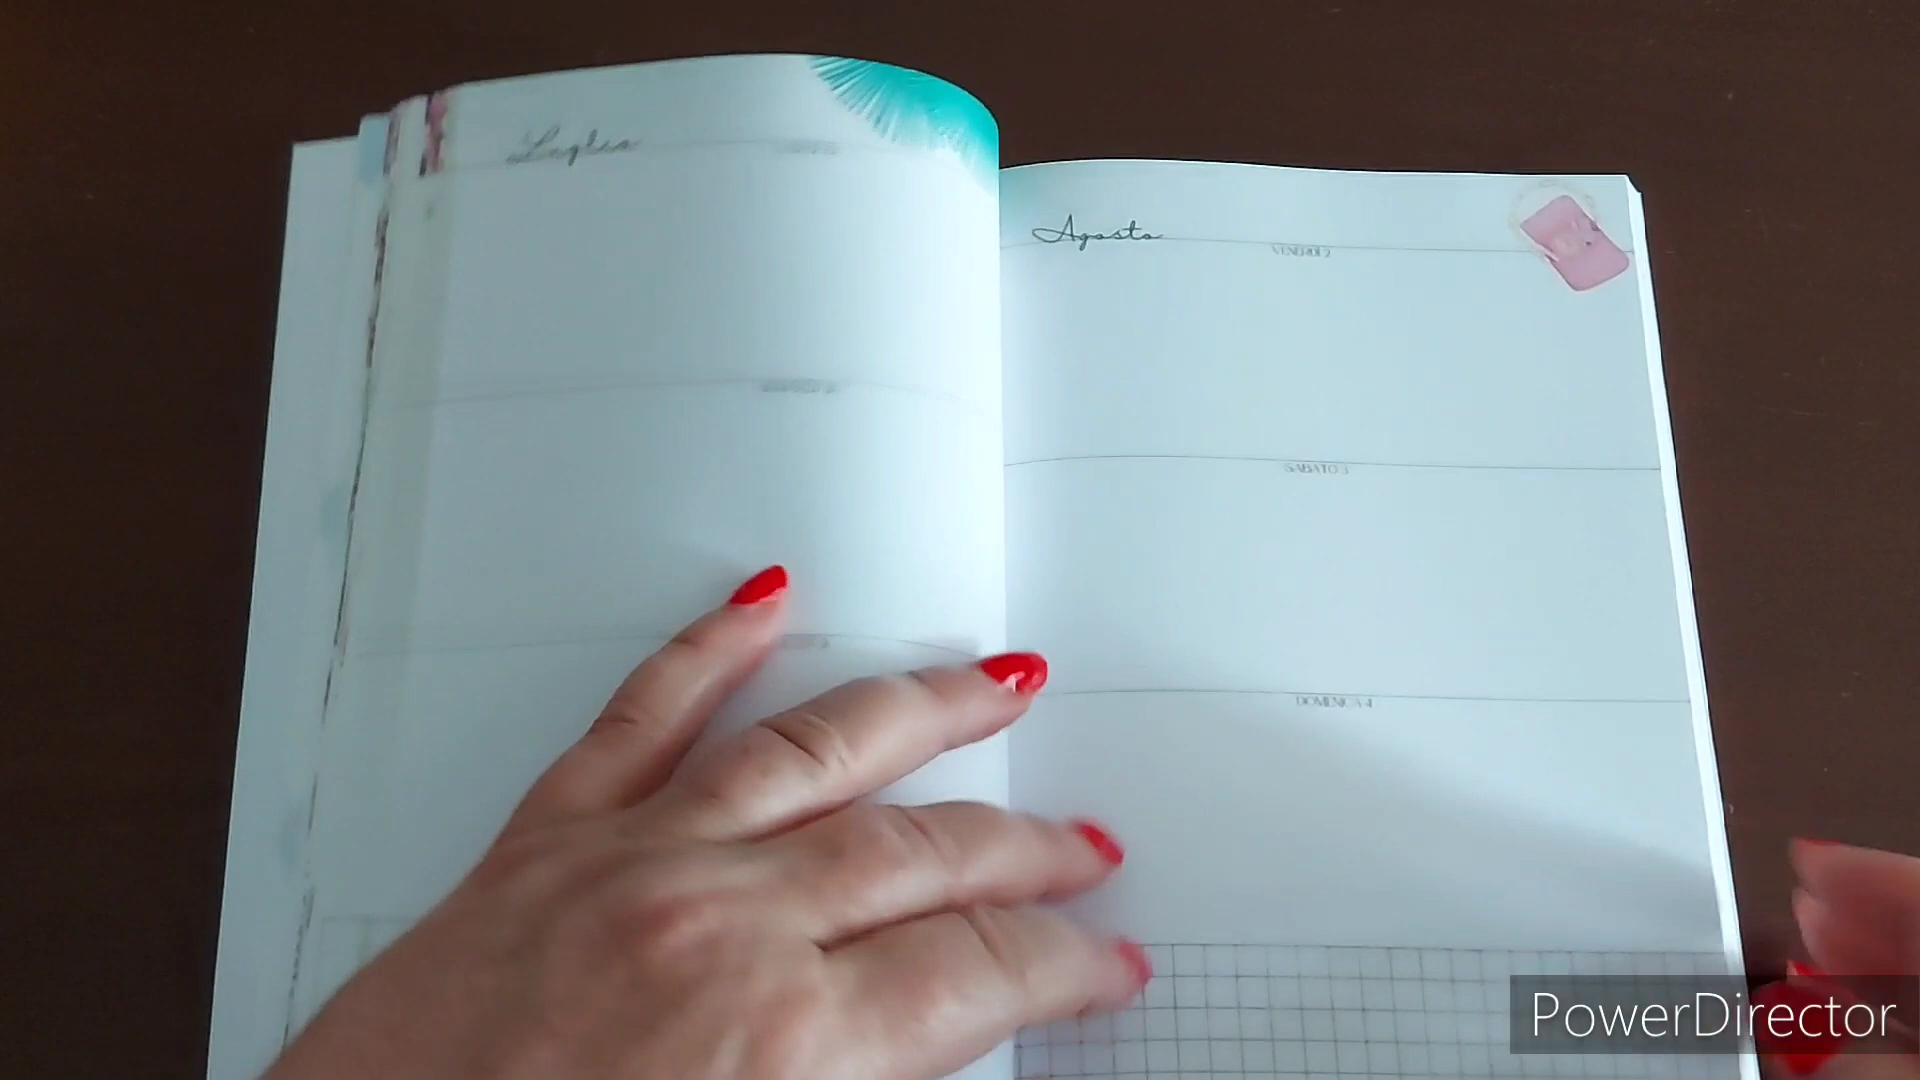 Luglio
Agosto
VENERDÌ 2
SABATO 3
DOMENICA 4
PowerDirector